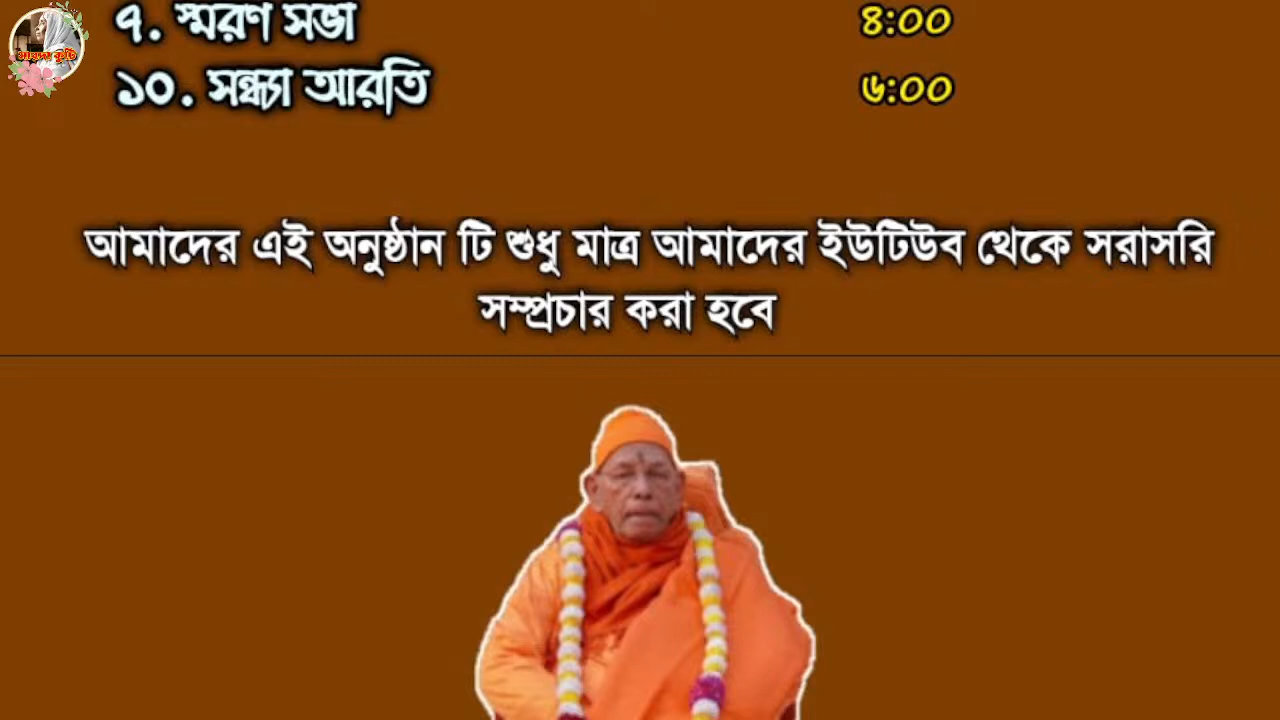 সারদা কুটি
৭. স্মরণ সভা ৪:০০
১০. সন্ধ্যা আরতি ৬:০০
আমাদের এই অনুষ্ঠান টি শুধু মাত্র আমাদের ইউটিউব থেকে সরাসরি
সম্প্রচার করা হবে